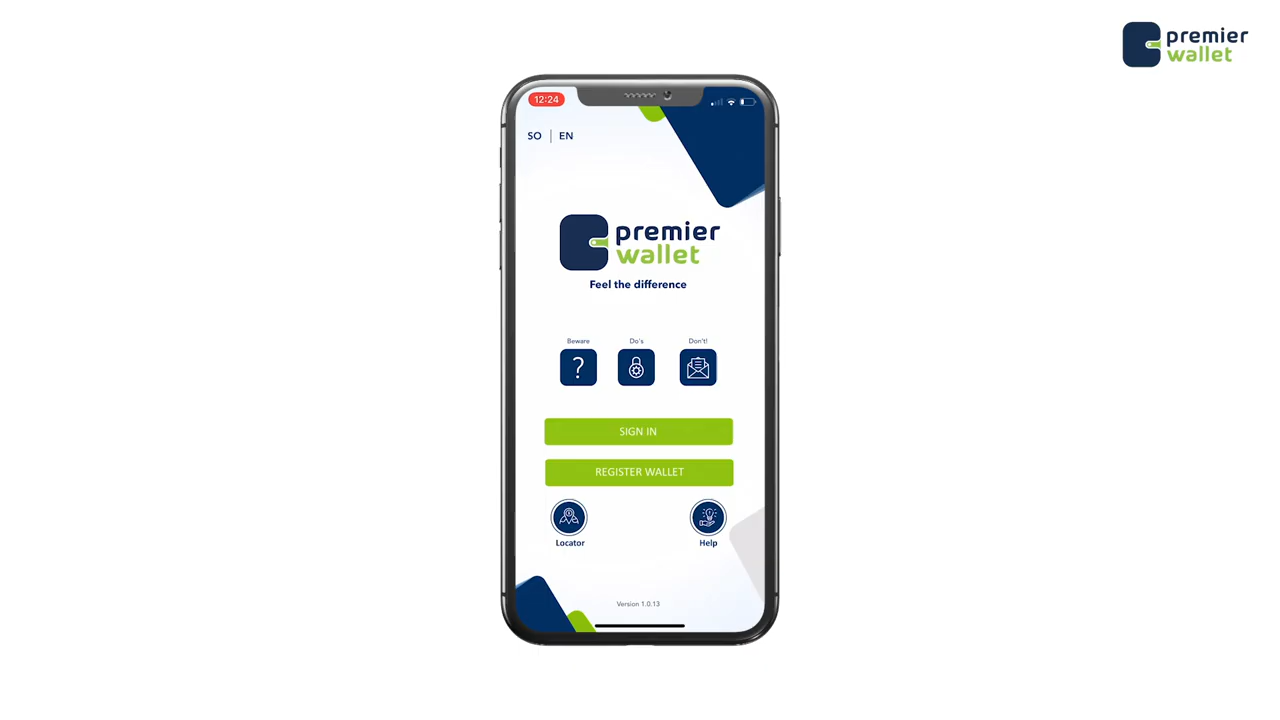 premier
wallet
12:24
SO | EN
premier
wallet
Feel the difference
Beware
Do's
Don't!
?
SIGN IN
REGISTER WALLET
Locator
Help
Version 1.0.13